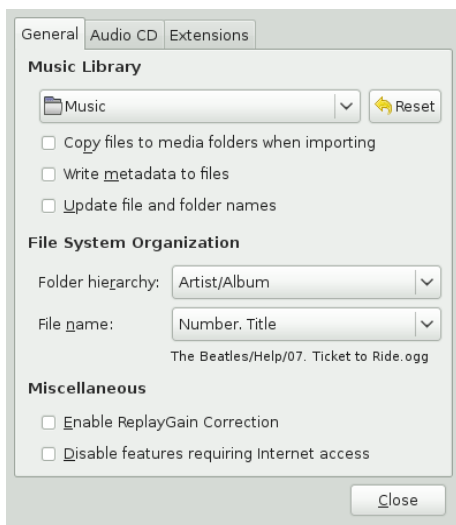 General Audio CD Extensions
Music Library
Music Reset
Copy files to media folders when importing
Write metadata to files
Update file and folder names
File System Organization
Folder hierarchy: Artist/Album
File name: Number. Title
The Beatles/Help/07. Ticket to Ride.ogg
Miscellaneous
Enable ReplayGain Correction
Disable features requiring Internet access
Close